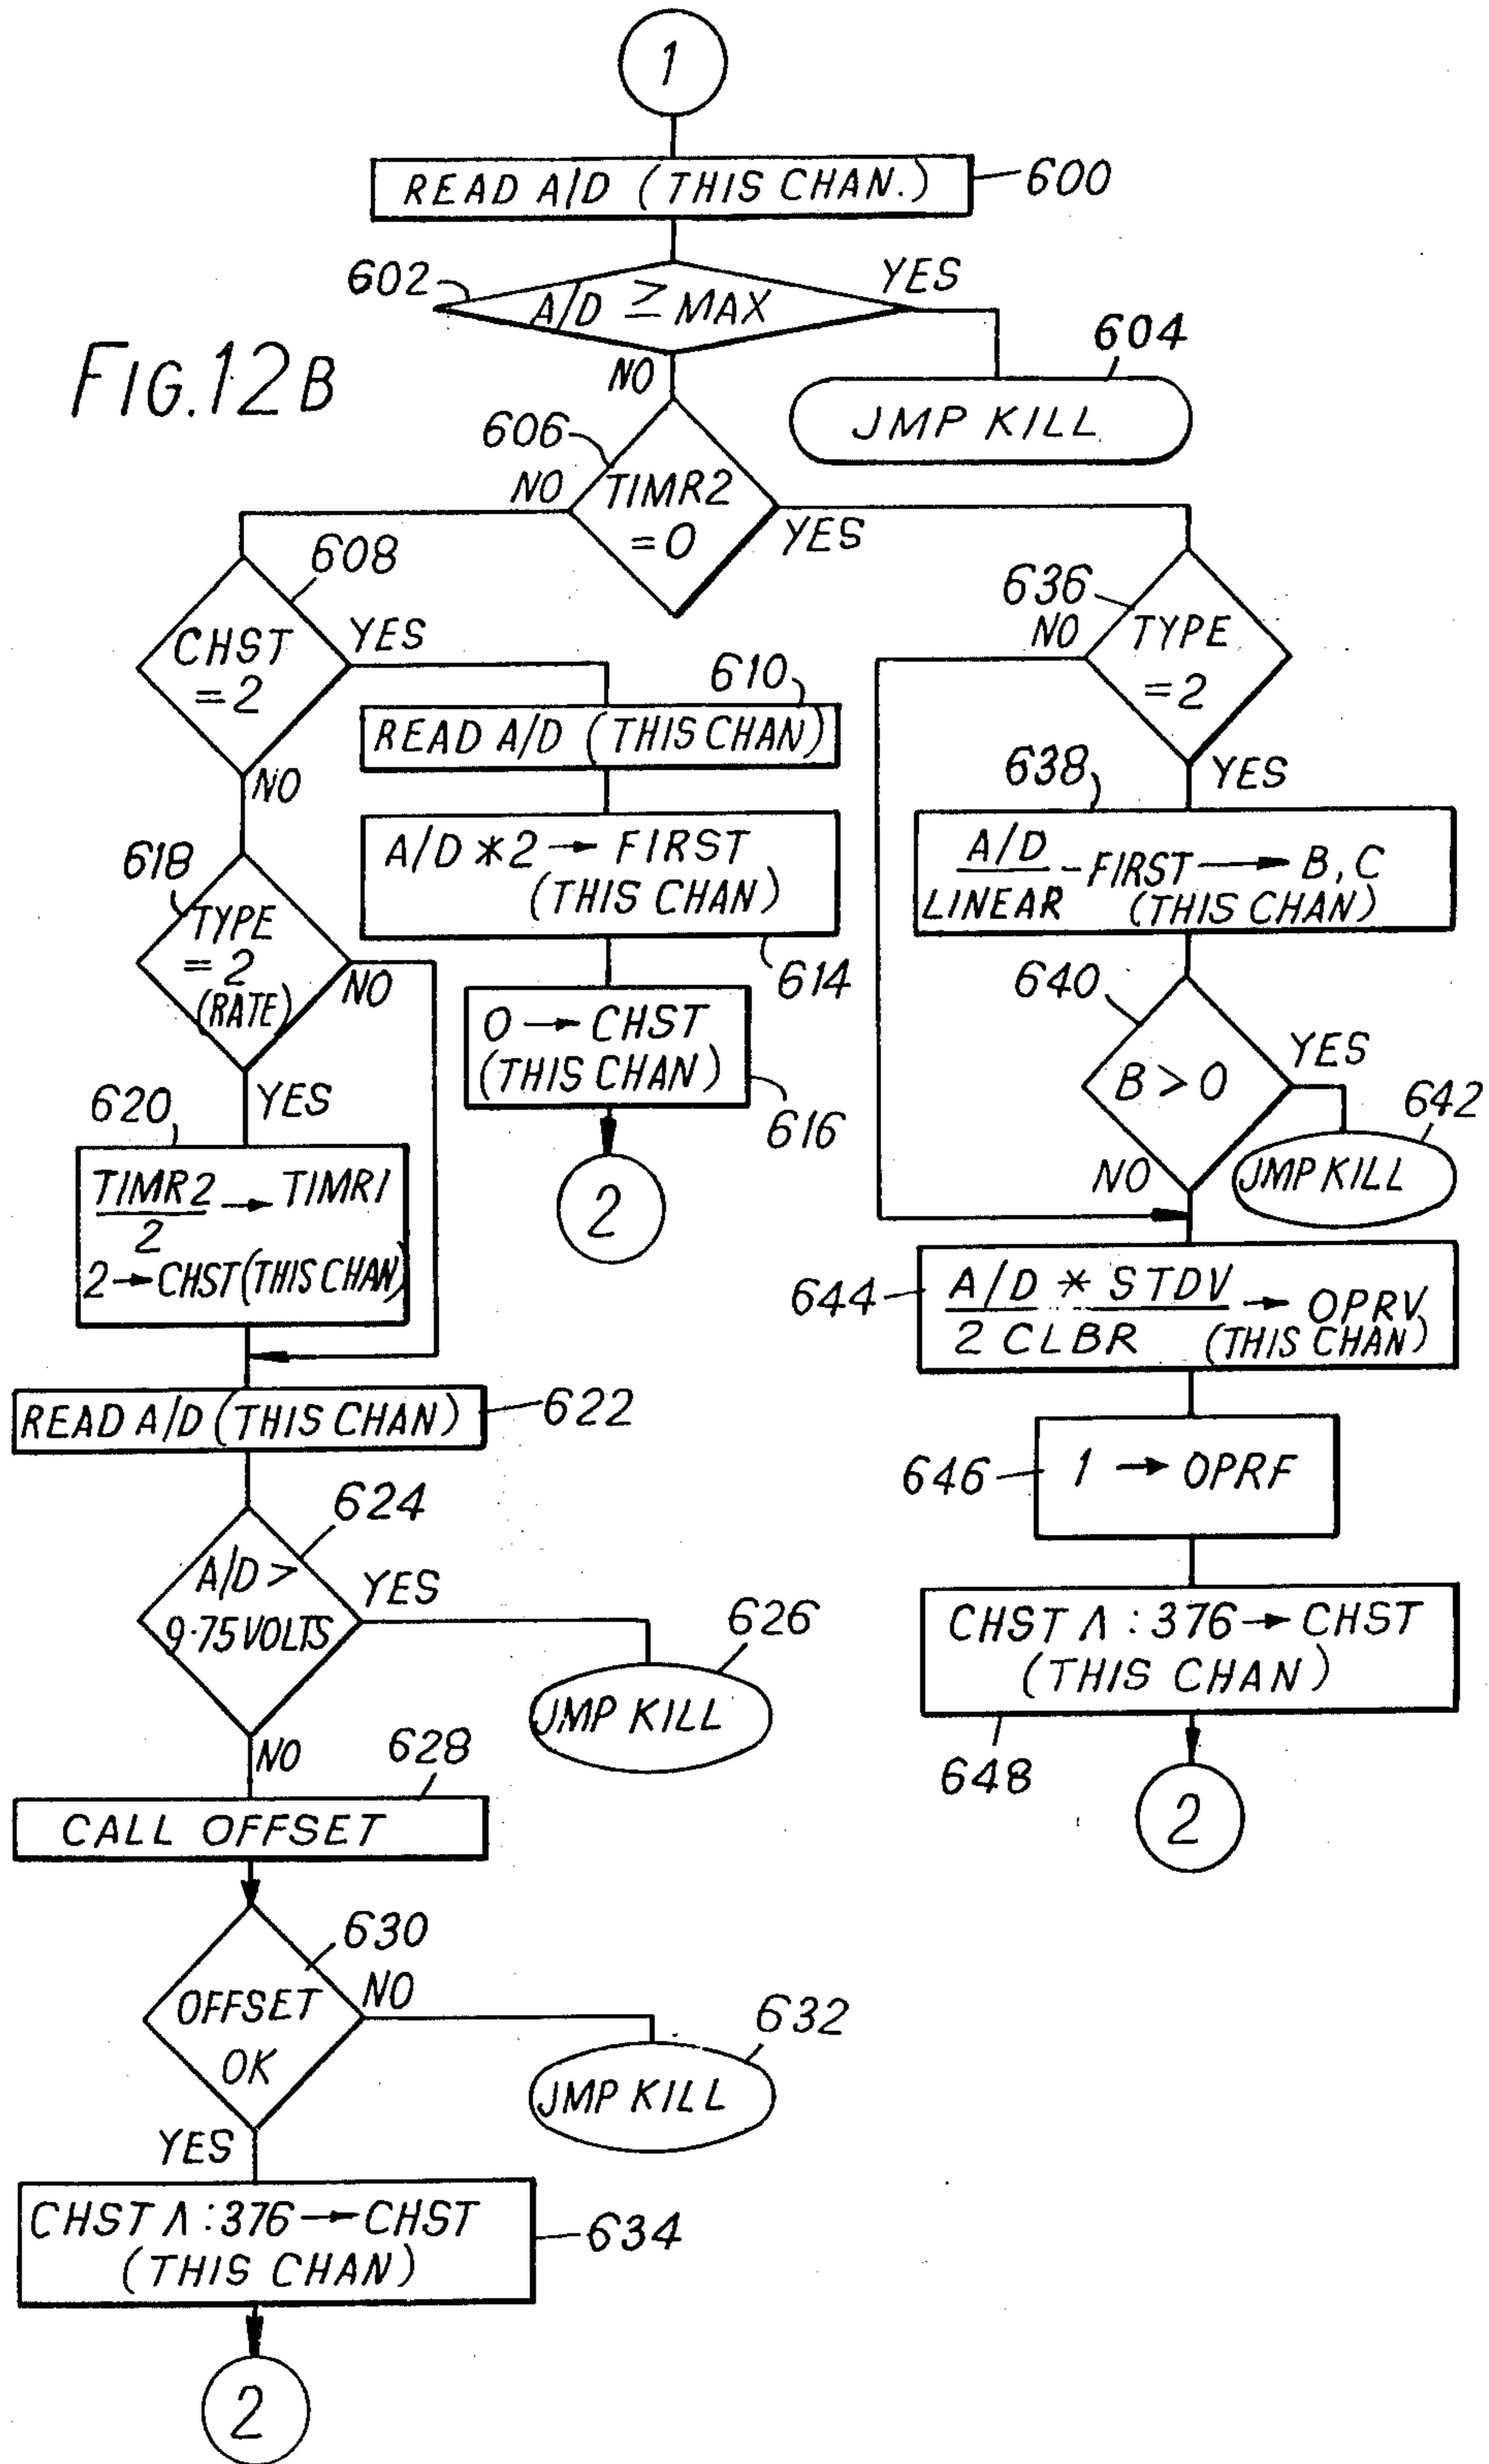 1
READ A/D (THIS CHAN.)
600
602
A/D ≥ MAX
YES
NO
604
JMP KILL
FIG.12B
606
TIMR2
=0
NO
YES
608
CHST
=2
YES
NO
610
READ A/D (THIS CHAN)
A/D *2 → FIRST
(THIS CHAN)
614
0 → CHST
(THIS CHAN)
616
2
618
TYPE
=2
(RATE)
NO
YES
620
TIMR2
2
→ TIMR1
2 → CHST (THIS CHAN)
READ A/D (THIS CHAN)
622
624
A/D >
9.75 VOLTS
YES
NO
626
JMP KILL
628
CALL OFFSET
630
OFFSET
OK
NO
YES
632
JMP KILL
CHST Λ :376 → CHST
(THIS CHAN)
634
2
636
TYPE
=2
NO
YES
638
A/D
LINEAR
-FIRST → B, C
(THIS CHAN)
640
B > 0
YES
NO
642
JMP KILL
644
A/D * STDV
2 CLBR
→ OPRV
(THIS CHAN)
646
1 → OPRF
CHST Λ :376 → CHST
(THIS CHAN)
648
2